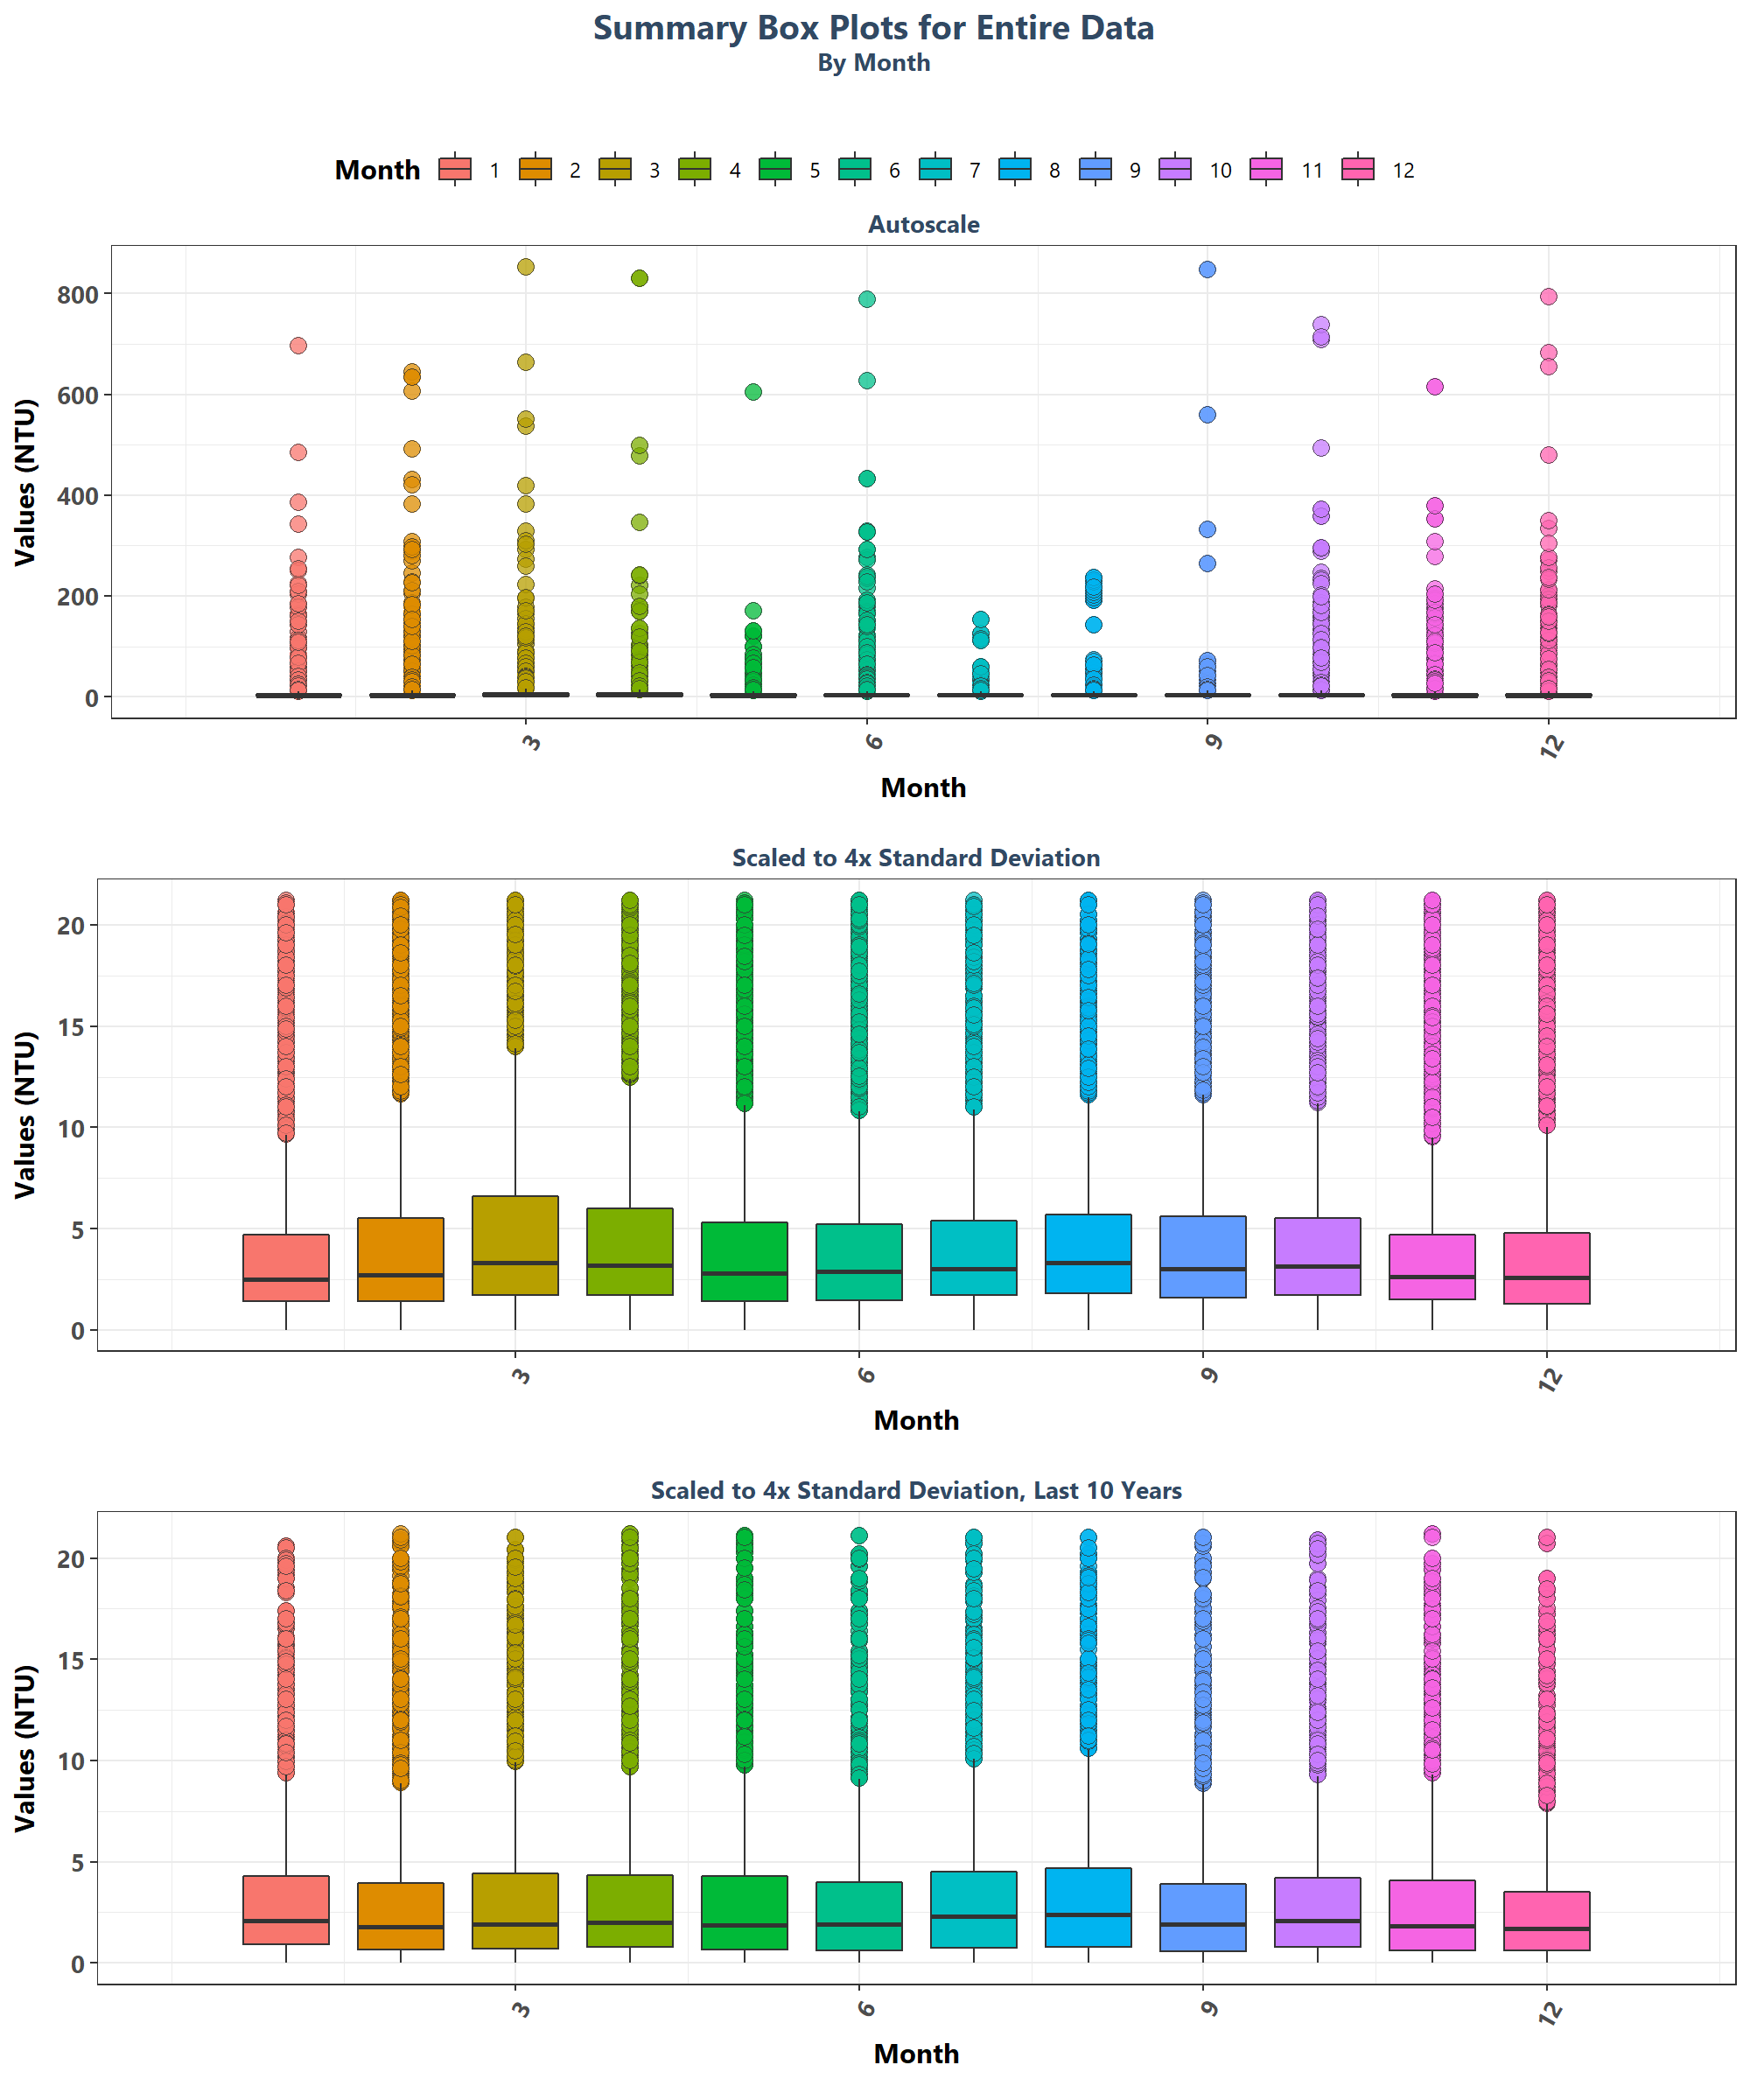 Summary Box Plots for Entire Data
By Month
Month 1 2 3 4 5 6 7 8 9 10 11 12
Autoscale
Values (NTU)
800
600
400
200
0
3 6 9 12
Month
Scaled to 4x Standard Deviation
Values (NTU)
20
15
10
5
0
3 6 9 12
Month
Scaled to 4x Standard Deviation, Last 10 Years
Values (NTU)
20
15
10
5
0
3 6 9 12
Month